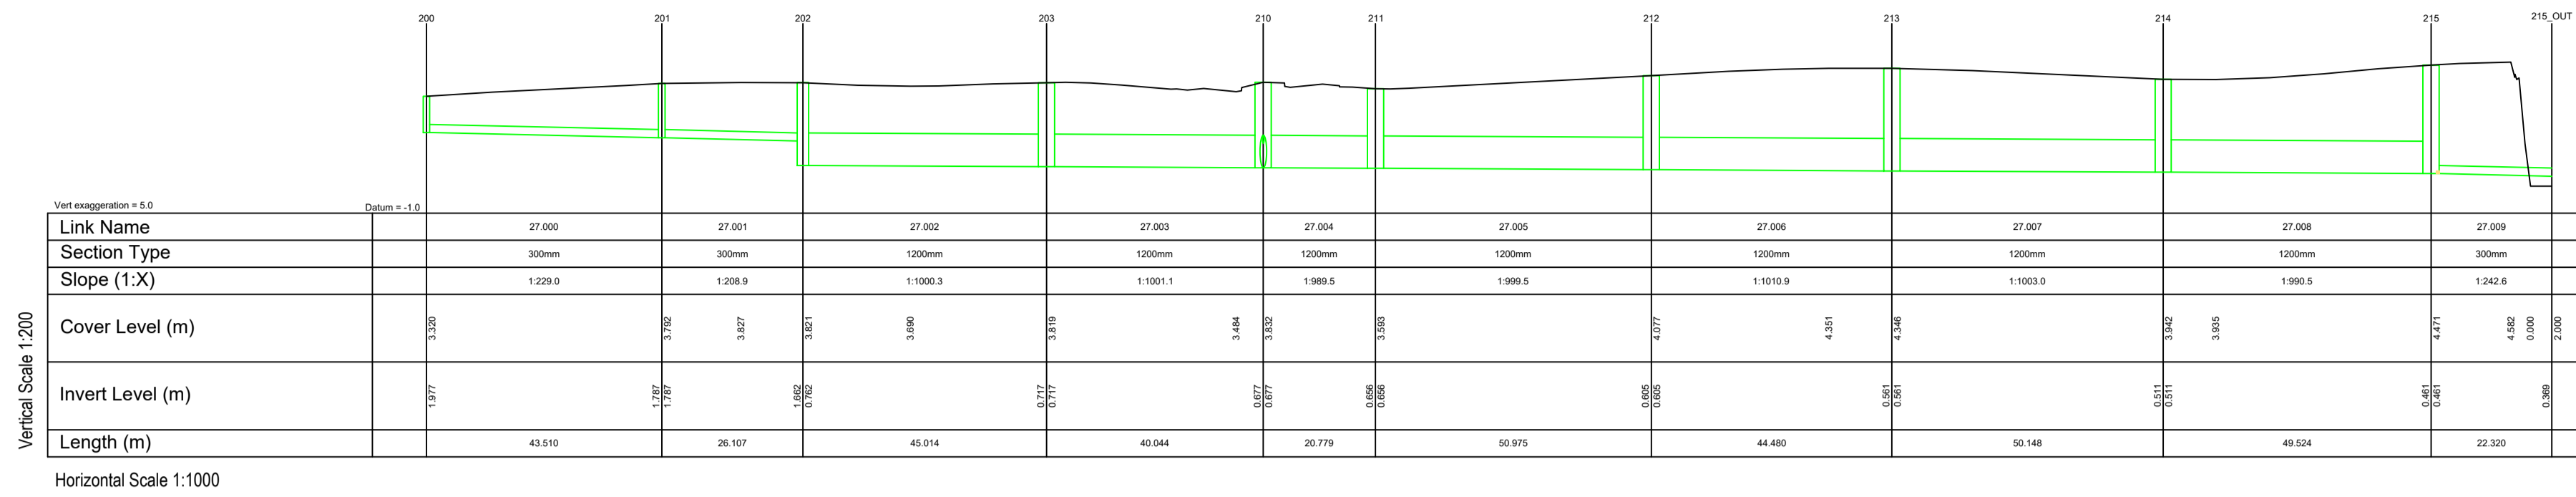 200 201 202 203 210 211 212 213 214 215 215_OUT
Vert exaggeration = 5.0 Datum = -1.0
Link Name 27.000 27.001 27.002 27.003 27.004 27.005 27.006 27.007 27.008 27.009
Section Type 300mm 300mm 1200mm 1200mm 1200mm 1200mm 1200mm 1200mm 1200mm 300mm
Slope (1:X) 1:229.0 1:208.9 1:1000.3 1:1001.1 1:989.5 1:999.5 1:1010.9 1:1003.0 1:990.5 1:242.6
Cover Level (m) 3.320 3.792 3.827 3.821 3.690 3.819 3.484 3.832 3.593 4.077 4.351 4.346 3.942 3.935 4.471 4.582 0.000 2.000
Invert Level (m) 1.977 1.787 1.787 1.662 0.762 0.717 0.717 0.677 0.677 0.656 0.656 0.605 0.605 0.561 0.561 0.511 0.511 0.461 0.461 0.369
Length (m) 43.510 26.107 45.014 40.044 20.779 50.975 44.480 50.148 49.524 22.320
Vertical Scale 1:200
Horizontal Scale 1:1000